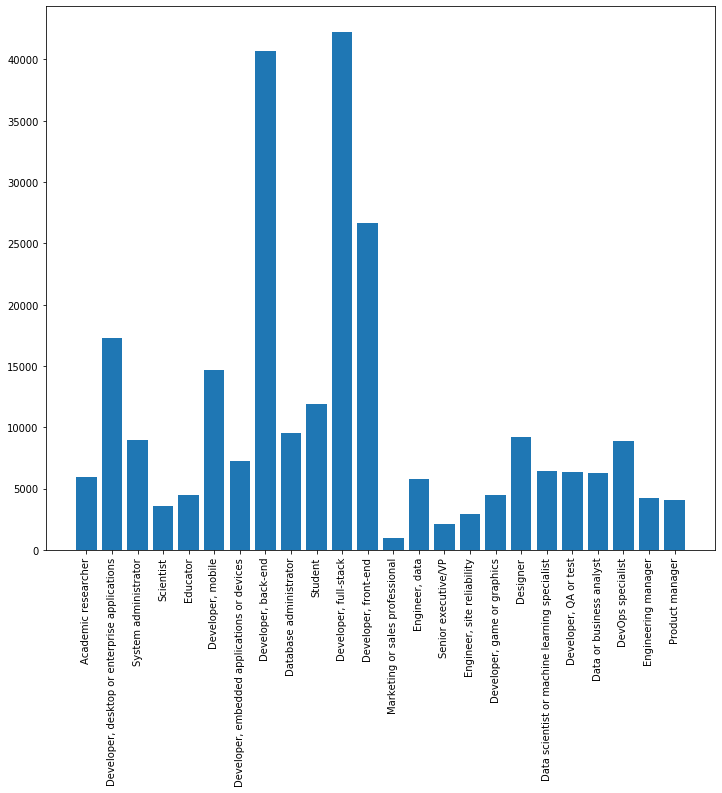 40000
35000
30000
25000
20000
15000
10000
5000
0
Academic researcher
Developer, desktop or enterprise applications
System administrator
Scientist
Educator
Developer, mobile
Developer, embedded applications or devices
Developer, back-end
Database administrator
Student
Developer, full-stack
Developer, front-end
Marketing or sales professional
Engineer, data
Senior executive/VP
Engineer, site reliability
Developer, game or graphics
Designer
Data scientist or machine learning specialist
Developer, QA or test
Data or business analyst
DevOps specialist
Engineering manager
Product manager